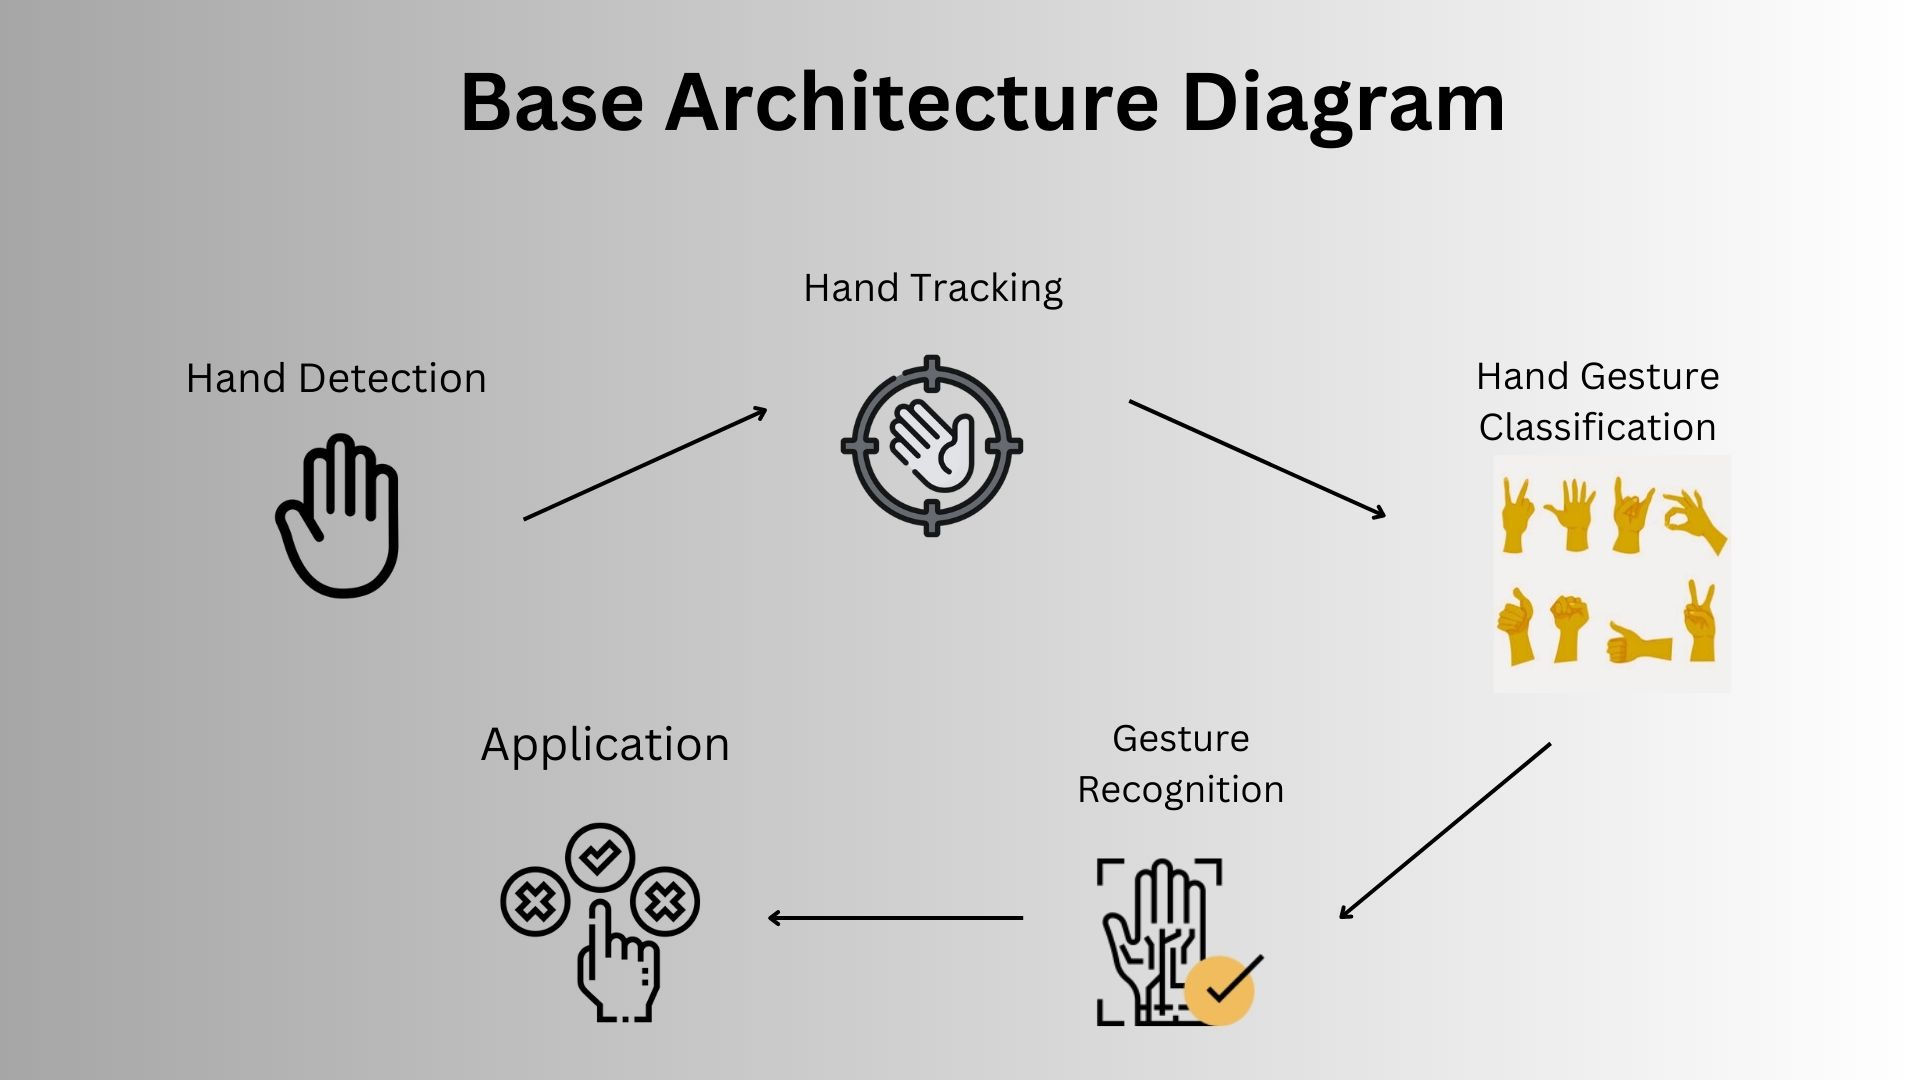 Base Architecture Diagram
Hand Tracking
Hand Detection
Hand Gesture
Classification
Application
Gesture
Recognition